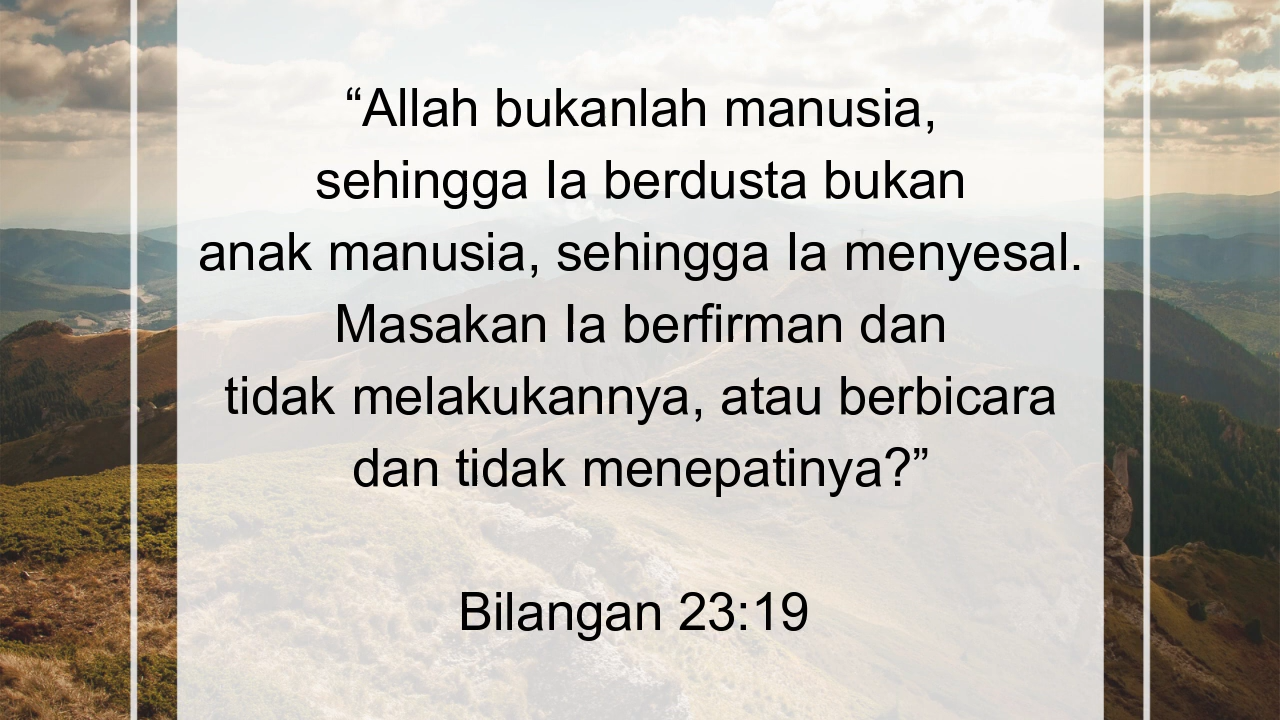 “Allah bukanlah manusia,
sehingga Ia berdusta bukan
anak manusia, sehingga Ia menyesal.
Masakan Ia berfirman dan
tidak melakukannya, atau berbicara
dan tidak menepatinya?”
Bilangan 23:19